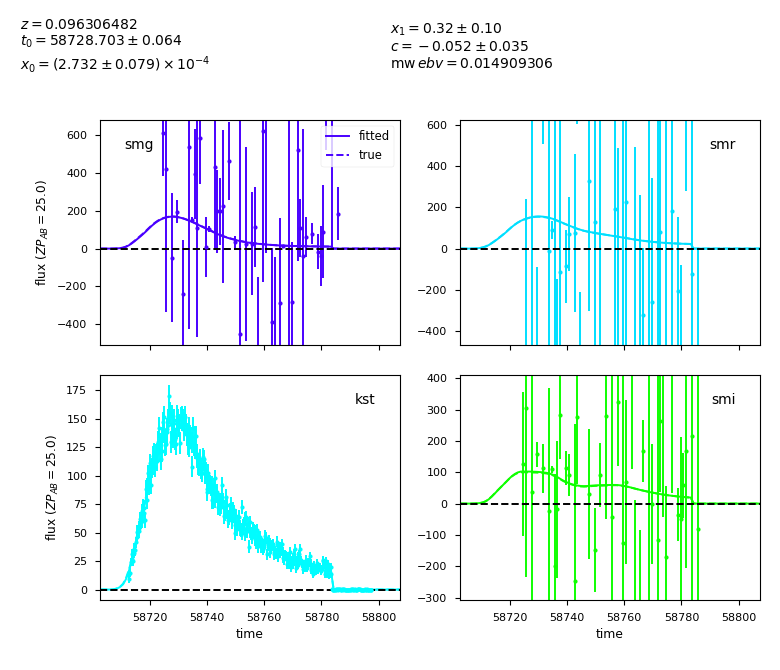 z = 0.096306482
t₀ = 58728.703 ± 0.064
x₀ = (2.732 ± 0.079) × 10⁻⁴
x₁ = 0.32 ± 0.10
c = −0.052 ± 0.035
mw ebv = 0.014909306
600
400
200
0
−200
−400
flux (ZP_AB = 25.0)
smg
fitted
true
600
400
200
0
−200
−400
smr
175
150
125
100
75
50
25
0
flux (ZP_AB = 25.0)
kst
58720 58740 58760 58780 58800
time
400
300
200
100
0
−100
−200
−300
smi
58720 58740 58760 58780 58800
time